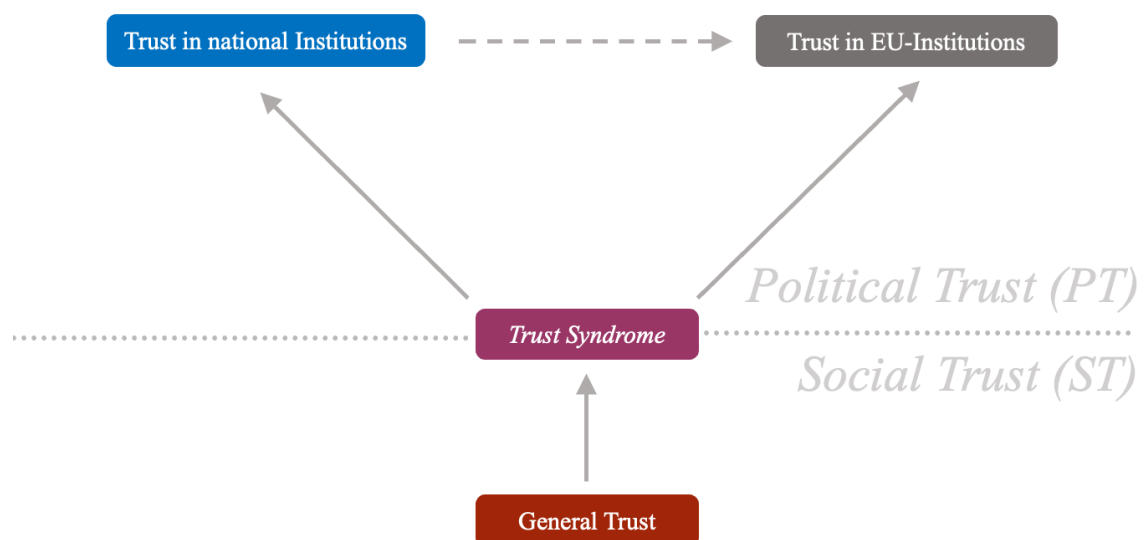 Trust in national Institutions
Trust in EU-Institutions
Political Trust (PT)
Trust Syndrome
Social Trust (ST)
General Trust